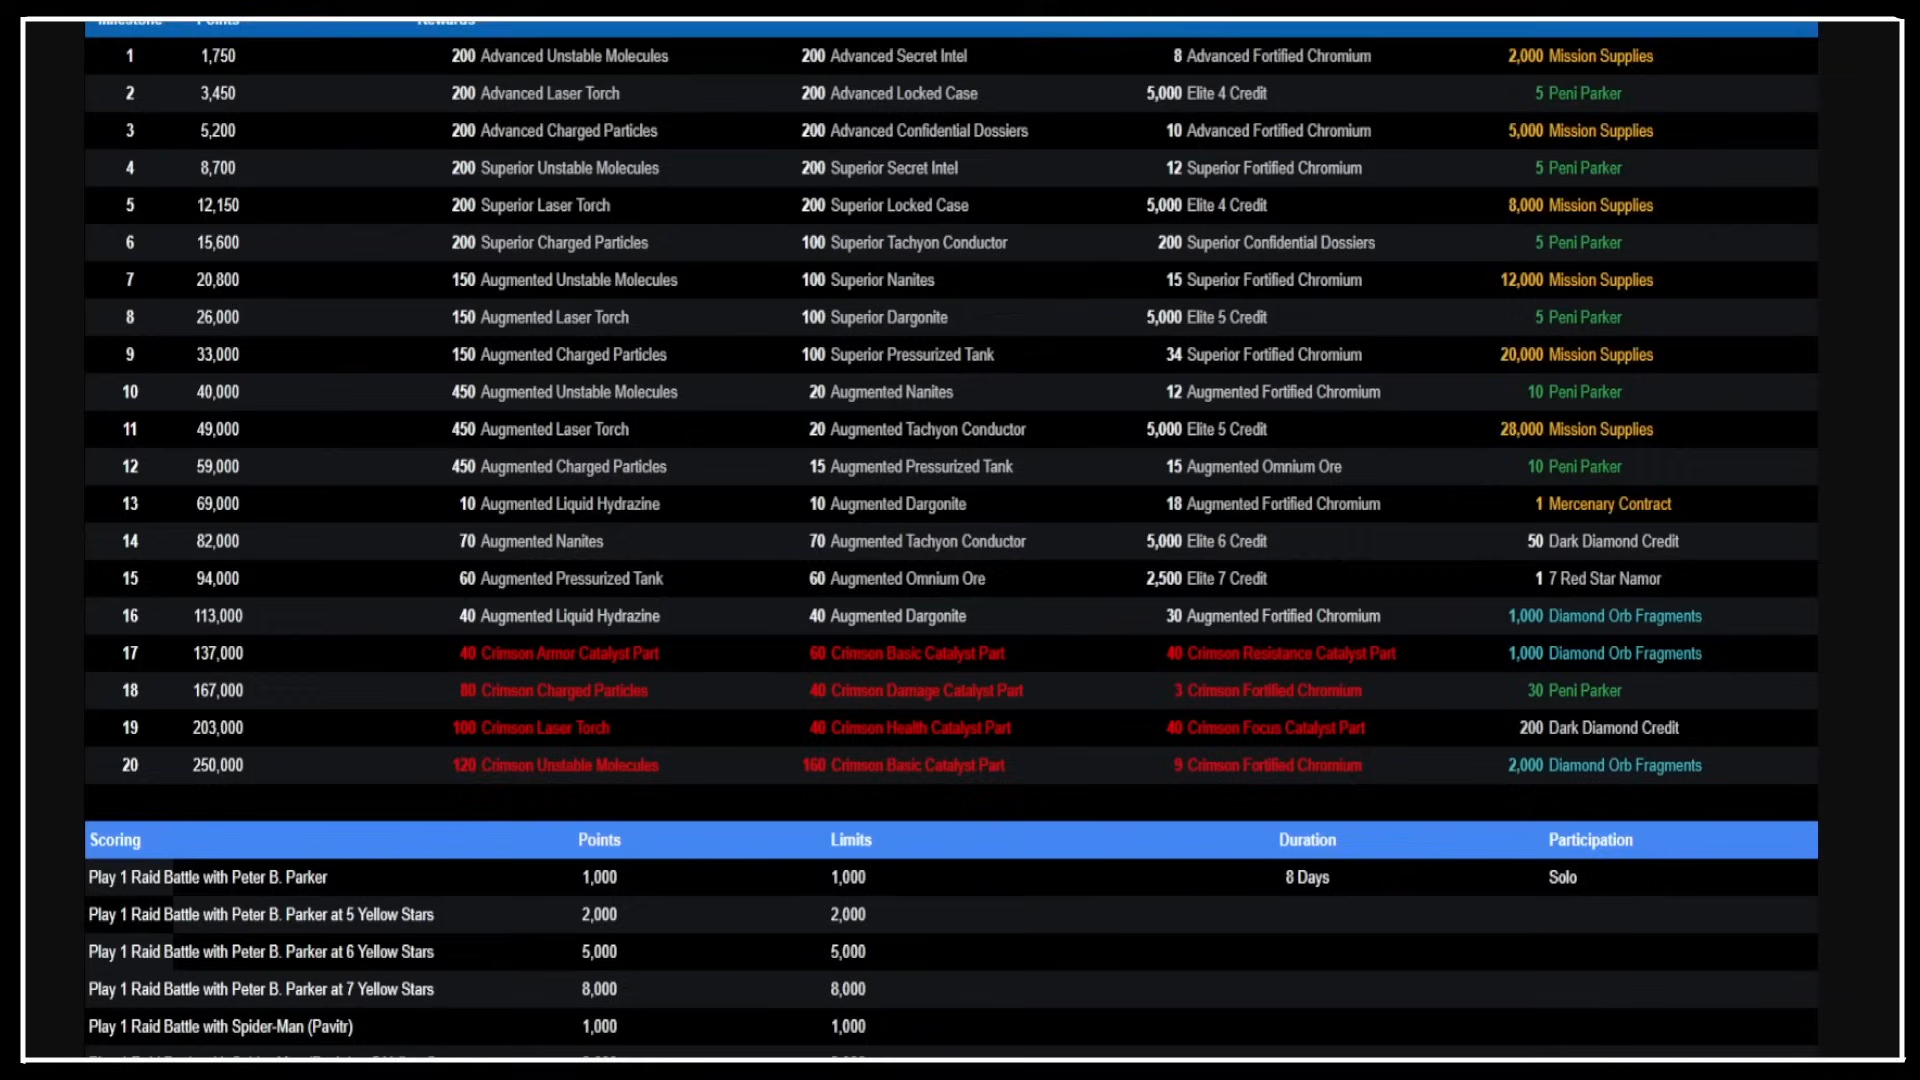 Milestone Points Rewards
1 1,750 200 Advanced Unstable Molecules 200 Advanced Secret Intel 8 Advanced Fortified Chromium 2,000 Mission Supplies
2 3,450 200 Advanced Laser Torch 200 Advanced Locked Case 5,000 Elite 4 Credit 5 Peni Parker
3 5,200 200 Advanced Charged Particles 200 Advanced Confidential Dossiers 10 Advanced Fortified Chromium 5,000 Mission Supplies
4 8,700 200 Superior Unstable Molecules 200 Superior Secret Intel 12 Superior Fortified Chromium 5 Peni Parker
5 12,150 200 Superior Laser Torch 200 Superior Locked Case 5,000 Elite 4 Credit 8,000 Mission Supplies
6 15,600 200 Superior Charged Particles 100 Superior Tachyon Conductor 200 Superior Confidential Dossiers 5 Peni Parker
7 20,800 150 Augmented Unstable Molecules 100 Superior Nanites 15 Superior Fortified Chromium 12,000 Mission Supplies
8 26,000 150 Augmented Laser Torch 100 Superior Dargonite 5,000 Elite 5 Credit 5 Peni Parker
9 33,000 150 Augmented Charged Particles 100 Superior Pressurized Tank 34 Superior Fortified Chromium 20,000 Mission Supplies
10 40,000 450 Augmented Unstable Molecules 20 Augmented Nanites 12 Augmented Fortified Chromium 10 Peni Parker
11 49,000 450 Augmented Laser Torch 20 Augmented Tachyon Conductor 5,000 Elite 5 Credit 28,000 Mission Supplies
12 59,000 450 Augmented Charged Particles 15 Augmented Pressurized Tank 15 Augmented Omnium Ore 10 Peni Parker
13 69,000 10 Augmented Liquid Hydrazine 10 Augmented Dargonite 18 Augmented Fortified Chromium 1 Mercenary Contract
14 82,000 70 Augmented Nanites 70 Augmented Tachyon Conductor 5,000 Elite 6 Credit 50 Dark Diamond Credit
15 94,000 60 Augmented Pressurized Tank 60 Augmented Omnium Ore 2,500 Elite 7 Credit 1 7 Red Star Namor
16 113,000 40 Augmented Liquid Hydrazine 40 Augmented Dargonite 30 Augmented Fortified Chromium 1,000 Diamond Orb Fragments
17 137,000 40 Crimson Armor Catalyst Part 60 Crimson Basic Catalyst Part 40 Crimson Resistance Catalyst Part 1,000 Diamond Orb Fragments
18 167,000 80 Crimson Charged Particles 40 Crimson Damage Catalyst Part 3 Crimson Fortified Chromium 30 Peni Parker
19 203,000 100 Crimson Laser Torch 40 Crimson Health Catalyst Part 40 Crimson Focus Catalyst Part 200 Dark Diamond Credit
20 250,000 120 Crimson Unstable Molecules 160 Crimson Basic Catalyst Part 9 Crimson Fortified Chromium 2,000 Diamond Orb Fragments
Scoring Points Limits Duration Participation
Play 1 Raid Battle with Peter B. Parker 1,000 1,000 8 Days Solo
Play 1 Raid Battle with Peter B. Parker at 5 Yellow Stars 2,000 2,000
Play 1 Raid Battle with Peter B. Parker at 6 Yellow Stars 5,000 5,000
Play 1 Raid Battle with Peter B. Parker at 7 Yellow Stars 8,000 8,000
Play 1 Raid Battle with Spider-Man (Pavitr) 1,000 1,000